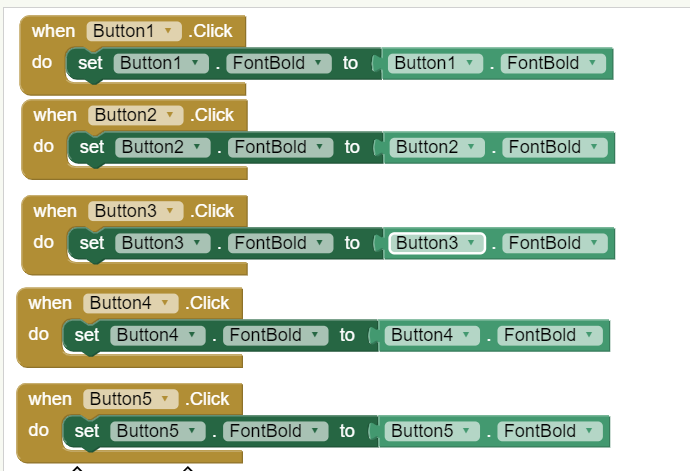 when Button1 .Click
do set Button1 . FontBold to Button1 . FontBold
when Button2 .Click
do set Button2 . FontBold to Button2 . FontBold
when Button3 .Click
do set Button3 . FontBold to Button3 . FontBold
when Button4 .Click
do set Button4 . FontBold to Button4 . FontBold
when Button5 .Click
do set Button5 . FontBold to Button5 . FontBold